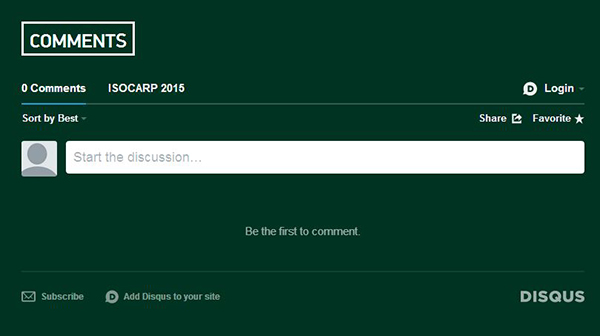 COMMENTS
0 Comments ISOCARP 2015 Login
Sort by Best Share Favorite
Start the discussion...
Be the first to comment.
Subscribe Add Disqus to your site DISQUS